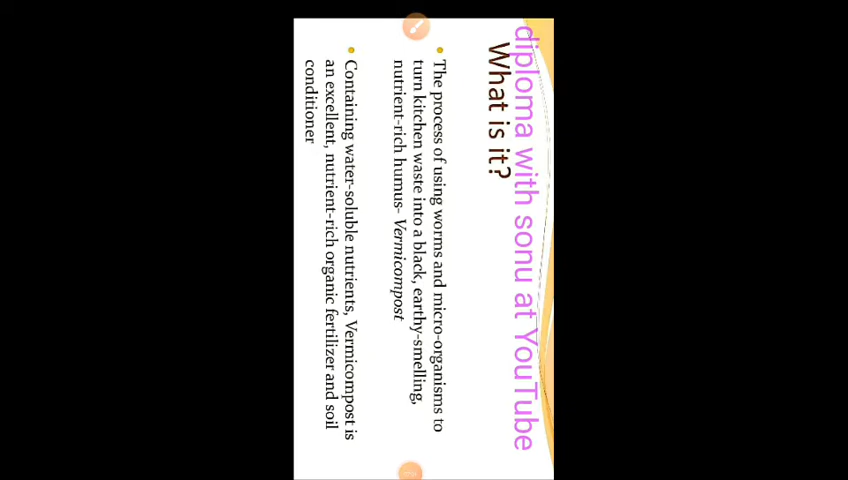 diploma with sonu at YouTube
What is it?
The process of using worms and micro-organisms to
turn kitchen waste into a black, earthy-smelling,
nutrient-rich humus- Vermicompost
Containing water-soluble nutrients, Vermicompost is
an excellent, nutrient-rich organic fertilizer and soil
conditioner